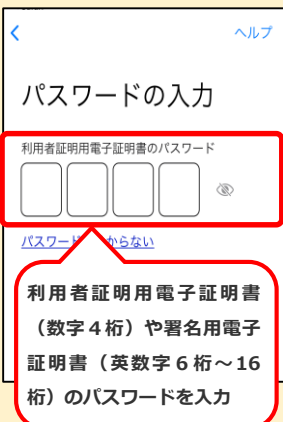 ヘルプ
パスワードの入力
利用者証明用電子証明書のパスワード
パスワード からない
利用者証明用電子証明書
（数字４桁）や署名用電子
証明書（英数字６桁～16
桁）のパスワードを入力